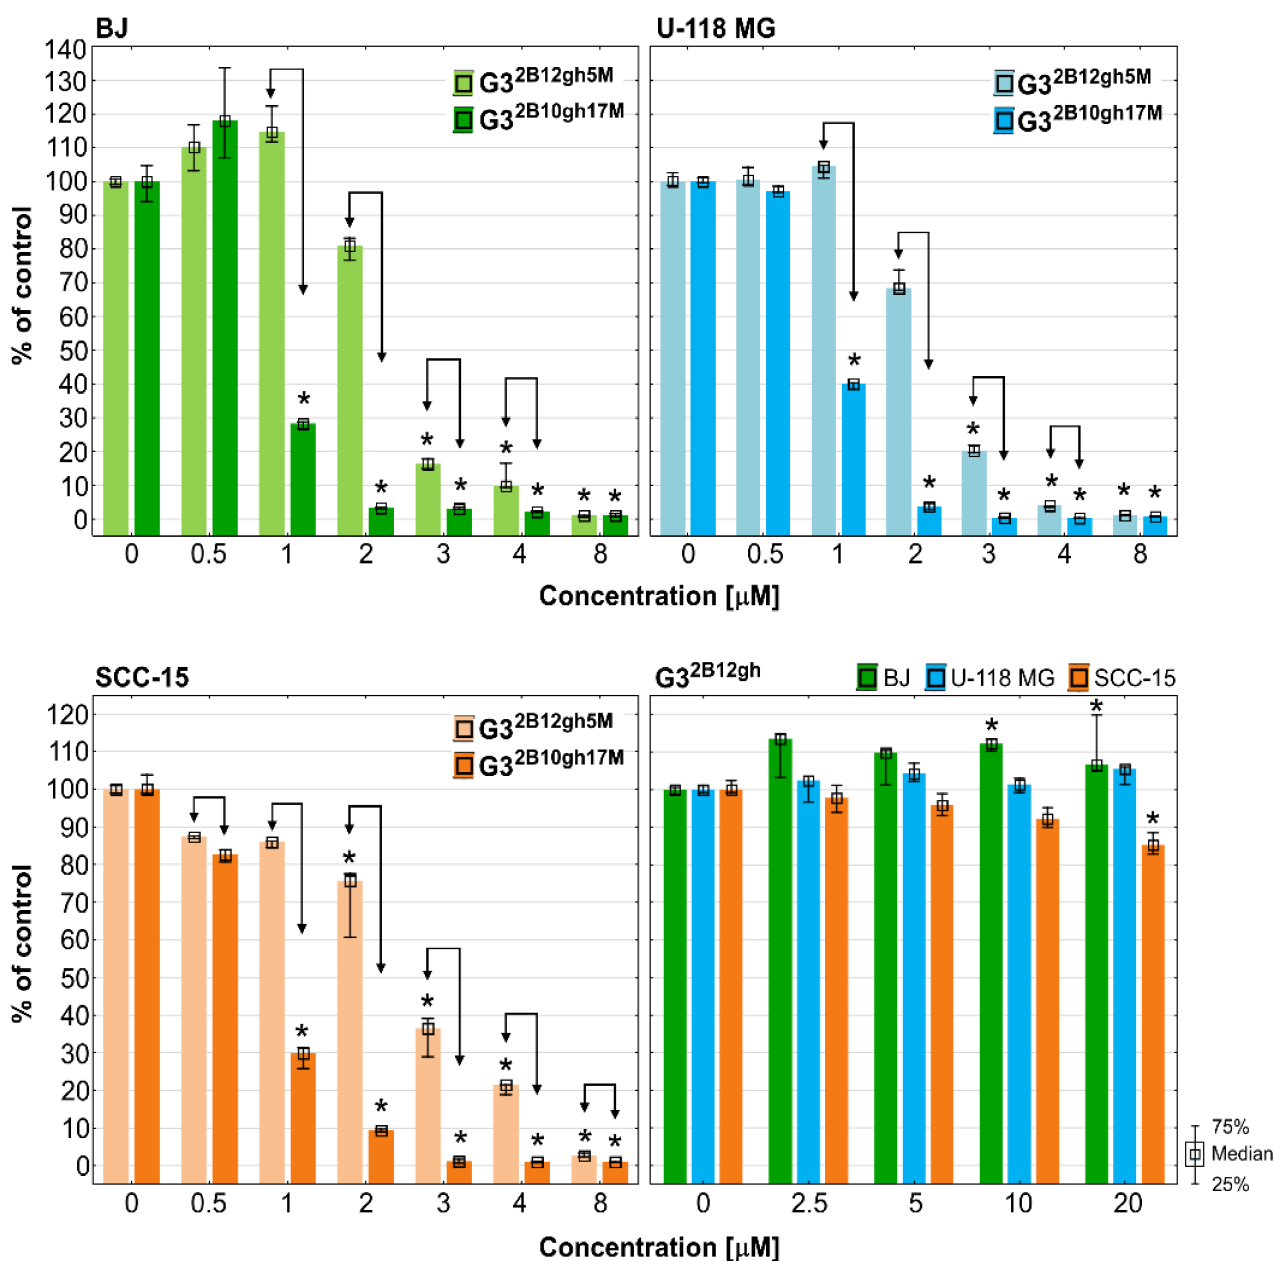 BJ
U-118 MG
G3^2B12gh5M
G3^2B10gh17M
G3^2B12gh5M
G3^2B10gh17M
% of control
140
130
120
110
100
90
80
70
60
50
40
30
20
10
0
* * * * * * * *
* * * * * * * *
0 0.5 1 2 3 4 8
0 0.5 1 2 3 4 8
Concentration [μM]
SCC-15
G3^2B12gh
BJ U-118 MG SCC-15
G3^2B12gh5M
G3^2B10gh17M
% of control
120
110
100
90
80
70
60
50
40
30
20
10
0
* * * * * * * * *
* * *
75%
Median
25%
0 0.5 1 2 3 4 8
0 2.5 5 10 20
Concentration [μM]